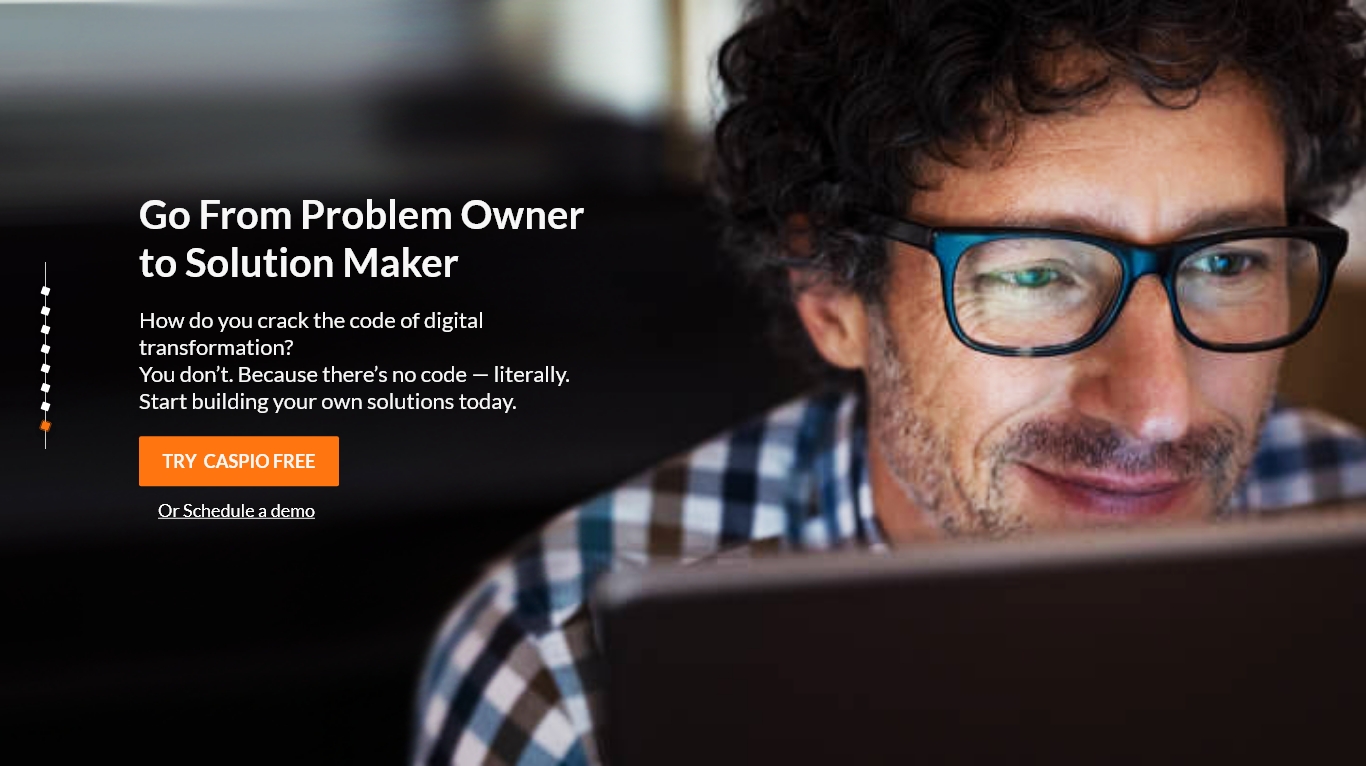 Go From Problem Owner
to Solution Maker
How do you crack the code of digital
transformation?
You don’t. Because there’s no code — literally.
Start building your own solutions today.
TRY CASPIO FREE
Or Schedule a demo